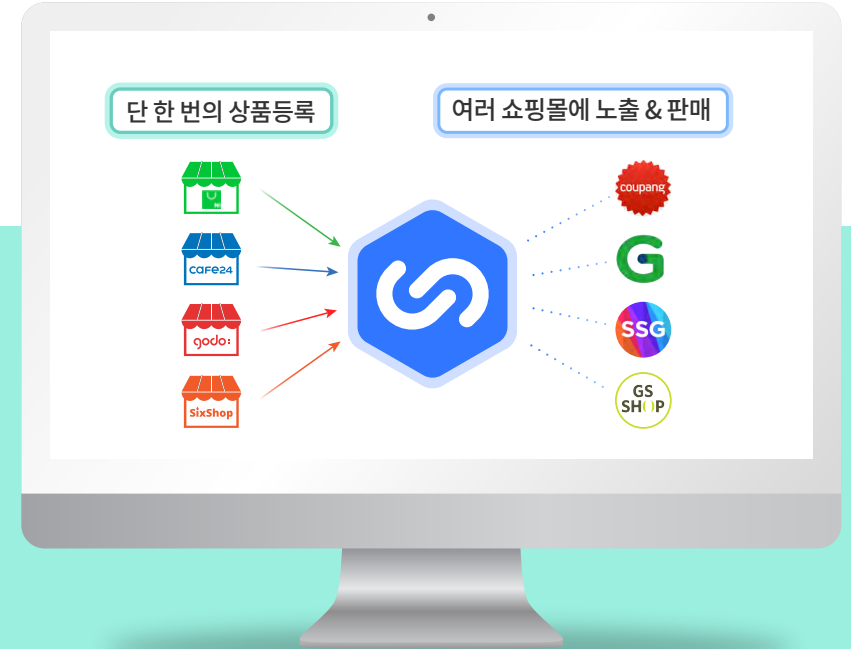 단 한 번의 상품등록
여러 쇼핑몰에 노출 & 판매
N
CAFE24
godo:
SixShop
coupang
G
SSG
GS
SHOP